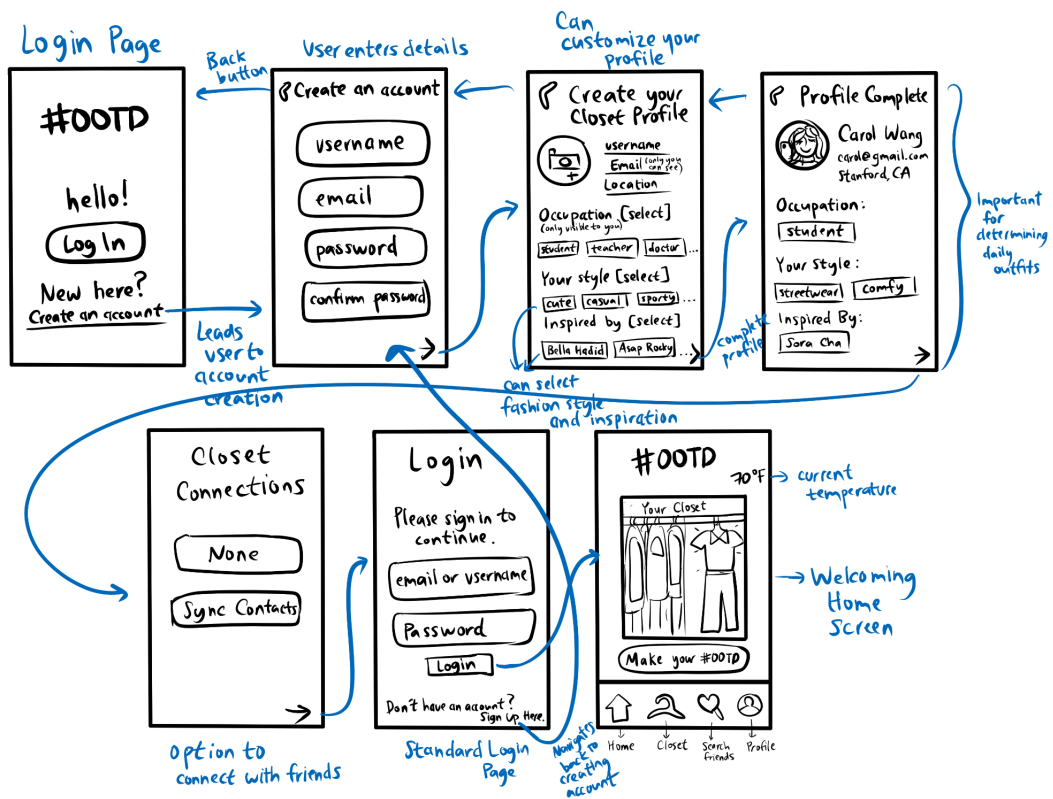 Login Page
#OOTD
hello!
Log In
New here?
Create an account
Back
button
Leads
user to
account
creation
User enters details
Create an account
username
email
password
confirm password
Can
customize your
profile
Create your
Closet Profile
username
Email (only you
can see)
Location
Occupation [select]
(only visible to you)
student teacher doctor ...
Your style [select]
cute casual sporty ...
Inspired by [select]
Bella Hadid Asap Rocky ...
can select
fashion style
and inspiration
complete
profile
Profile Complete
Carol Wang
carol@gmail.com
Stanford, CA
Occupation:
student
Your Style:
streetwear comfy
Inspired By:
Sora Cha
Important
for
determining
daily
outfits
Closet
Connections
None
Sync Contacts
option to
connect with friends
Login
Please sign in to
continue.
email or username
Password
Login
Don't have an account?
Sign Up Here.
Standard Login
Page
Navigates
back to
creating
account
#OOTD
70°F
current
temperature
Your Closet
Make your #OOTD
Welcoming
Home
Screen
Home Closet Search
friends Profile